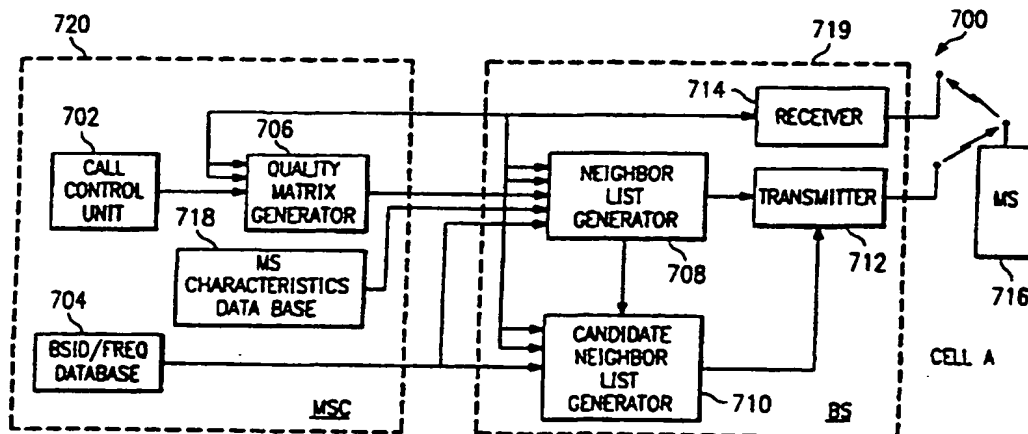 720
719
700
714
RECEIVER
702
706
CALL
CONTROL
UNIT
QUALITY
MATRIX
GENERATOR
NEIGHBOR
LIST
GENERATOR
TRANSMITTER
MS
718
708
712
MS
CHARACTERISTICS
DATA BASE
716
704
BSID/FREQ
DATABASE
CANDIDATE
NEIGHBOR
LIST
GENERATOR
CELL A
710
MSC
BS